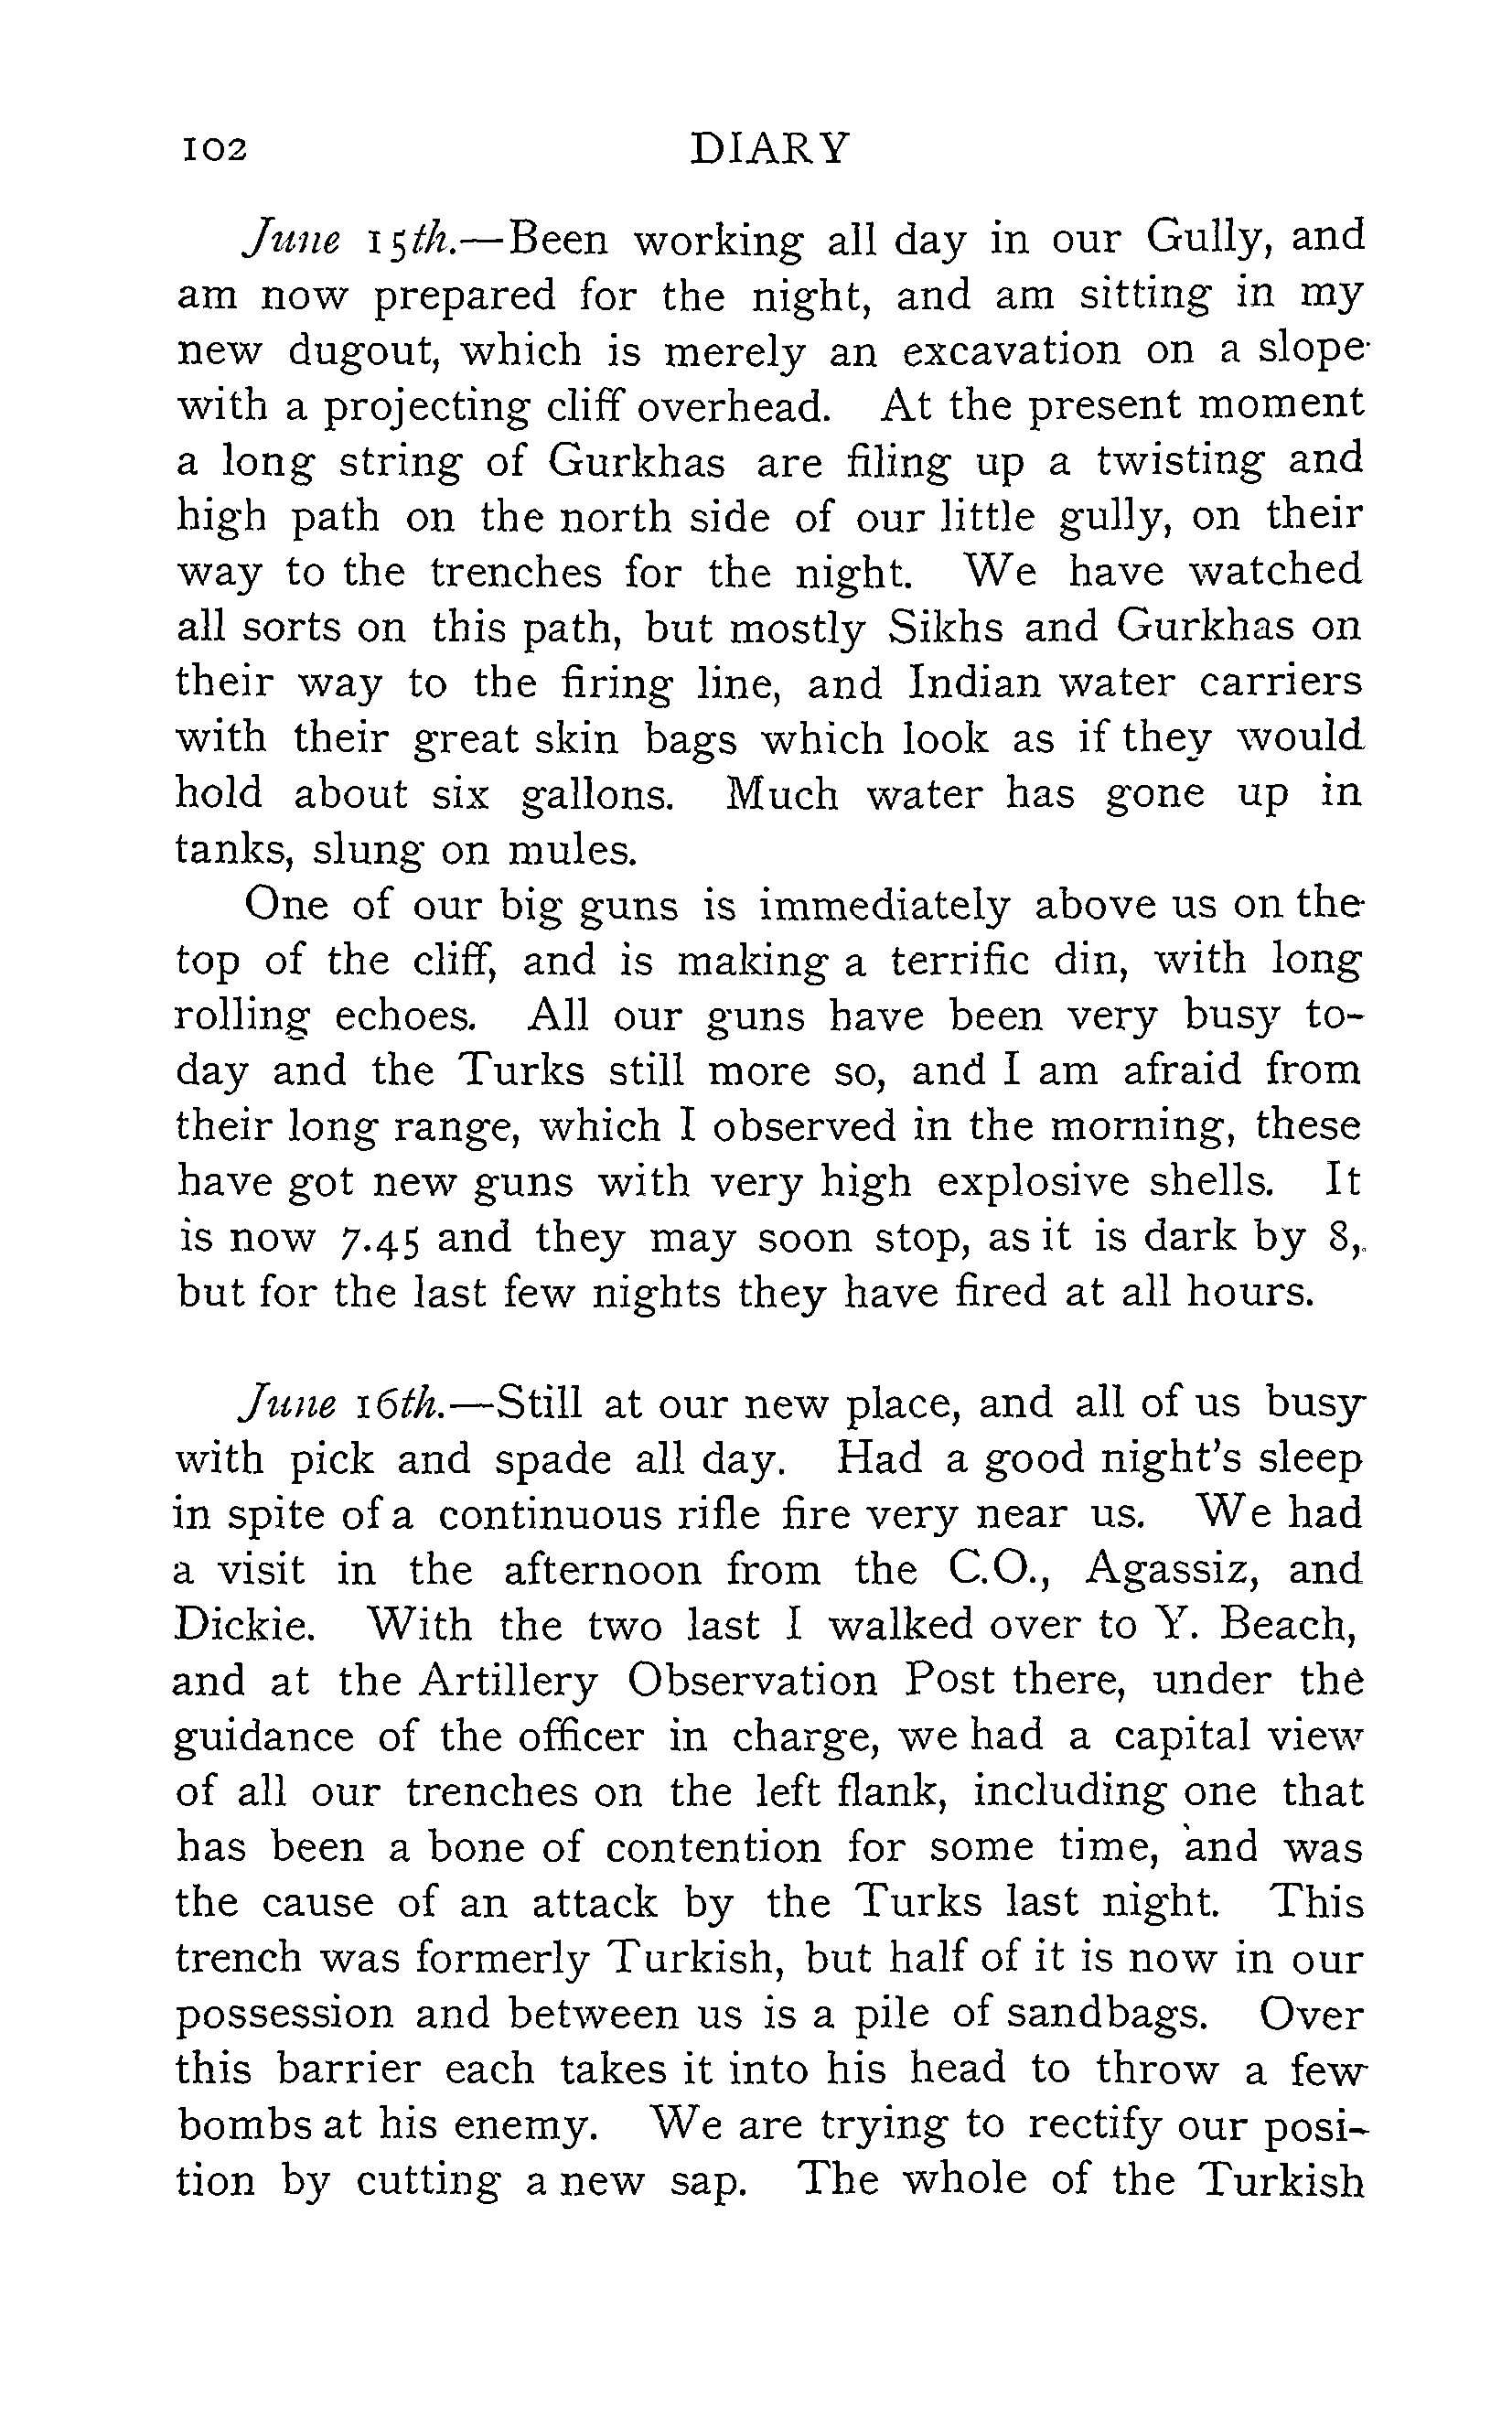 102 DIARY
June 15th.—Been working all day in our Gully, and
am now prepared for the night, and am sitting in my
new dugout, which is merely an excavation on a slope
with a projecting cliff overhead. At the present moment
a long string of Gurkhas are filing up a twisting and
high path on the north side of our little gully, on their
way to the trenches for the night. We have watched
all sorts on this path, but mostly Sikhs and Gurkhas on
their way to the firing line, and Indian water carriers
with their great skin bags which look as if they would
hold about six gallons. Much water has gone up in
tanks, slung on mules.
One of our big guns is immediately above us on the
top of the cliff, and is making a terrific din, with long
rolling echoes. All our guns have been very busy to-
day and the Turks still more so, and I am afraid from
their long range, which I observed in the morning, these
have got new guns with very high explosive shells. It
is now 7.45 and they may soon stop, as it is dark by 8,
but for the last few nights they have fired at all hours.
June 16th.—Still at our new place, and all of us busy
with pick and spade all day. Had a good night's sleep
in spite of a continuous rifle fire very near us. We had
a visit in the afternoon from the C.O., Agassiz, and
Dickie. With the two last I walked over to Y. Beach,
and at the Artillery Observation Post there, under the
guidance of the officer in charge, we had a capital view
of all our trenches on the left flank, including one that
has been a bone of contention for some time, and was
the cause of an attack by the Turks last night. This
trench was formerly Turkish, but half of it is now in our
possession and between us is a pile of sandbags. Over
this barrier each takes it into his head to throw a few
bombs at his enemy. We are trying to rectify our posi-
tion by cutting a new sap. The whole of the Turkish